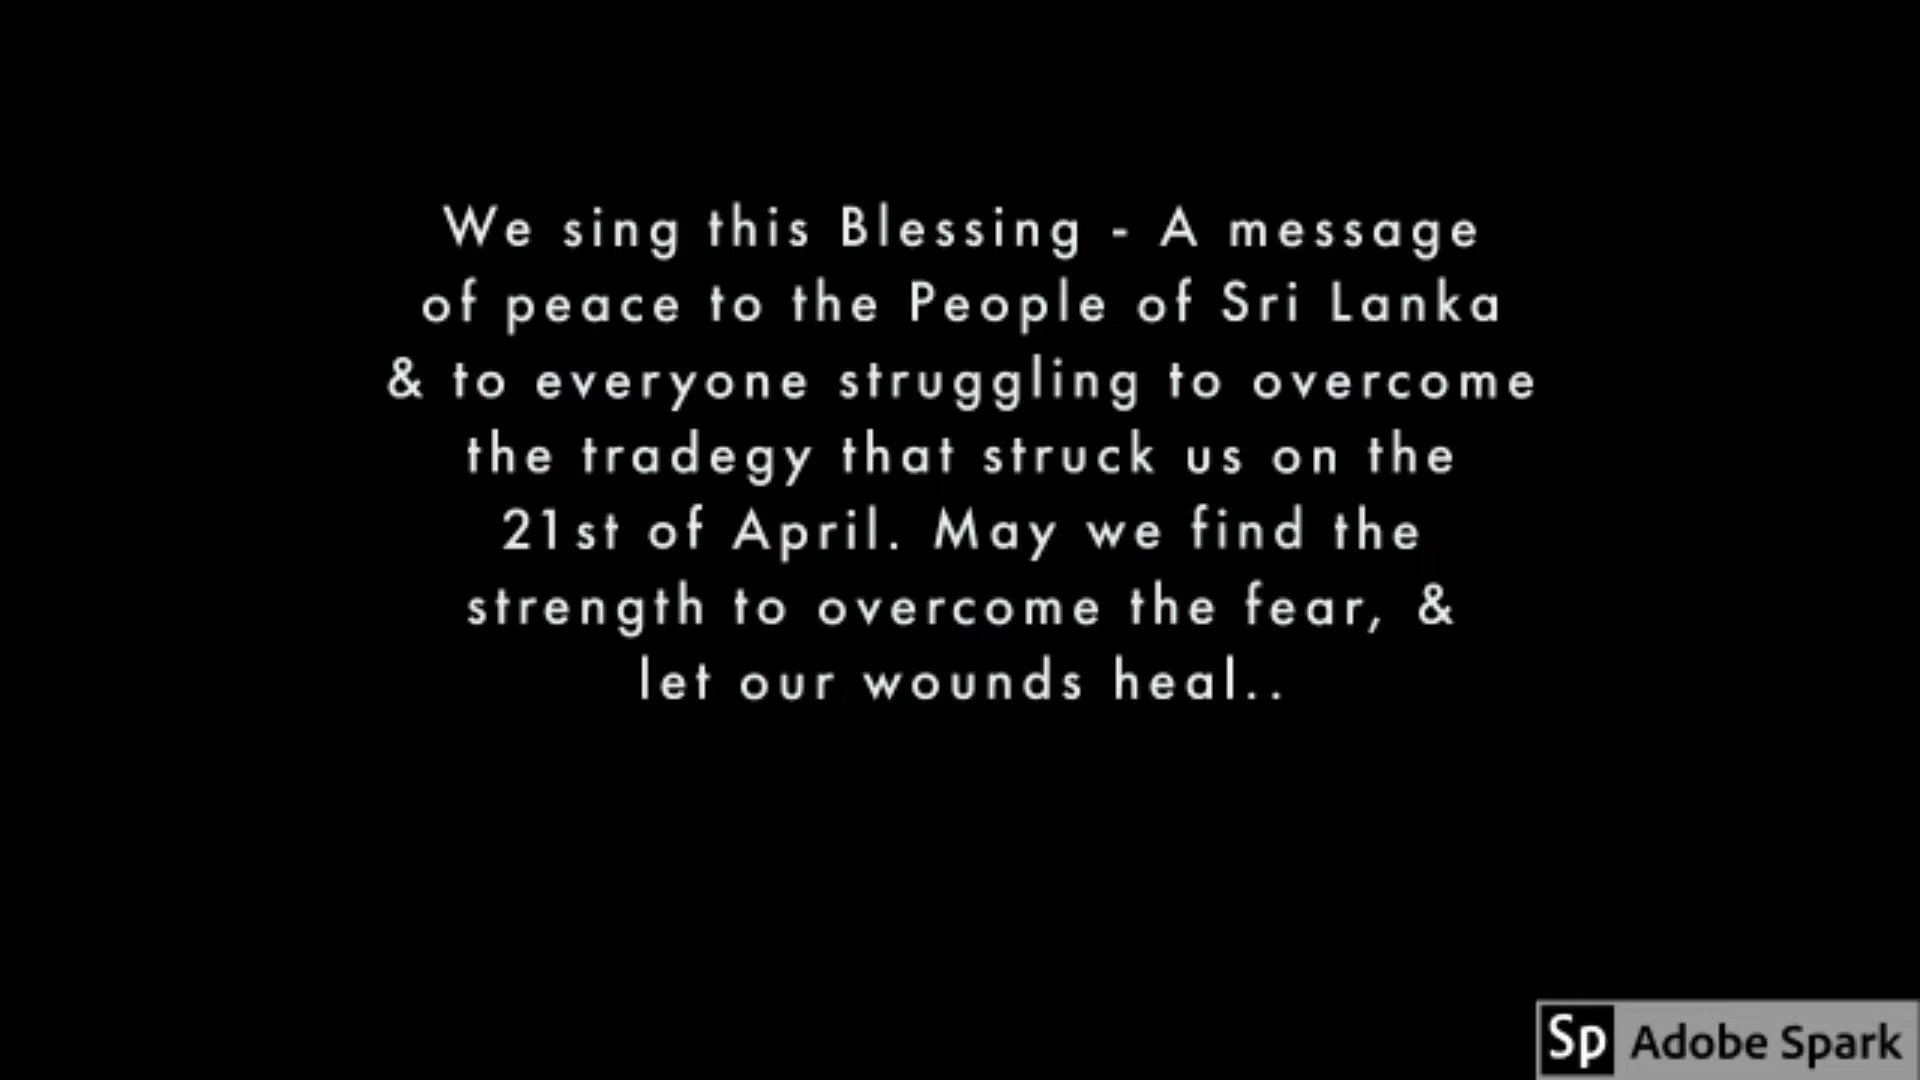 We sing this Blessing - A message
of peace to the People of Sri Lanka
& to everyone struggling to overcome
the tradegy that struck us on the
21st of April. May we find the
strength to overcome the fear, &
let our wounds heal..
Sp Adobe Spark